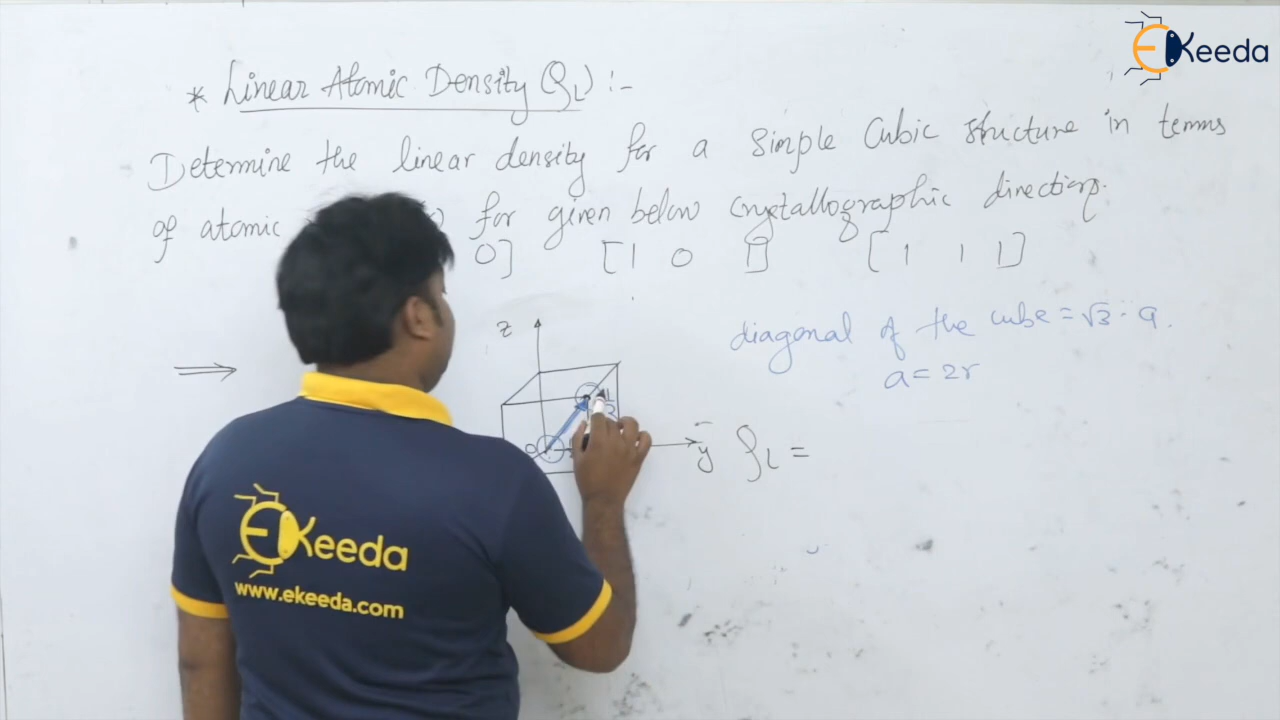 EKeeda
* Linear Atomic Density (ρL) :-
Determine the linear density for a simple Cubic structure in terms
of atomic for given below crystallographic directions.
0] [1 0 1] [1 1 1]
diagonal of the cube = √3 · a.
a = 2r
z
y ρL =
EKeeda
www.ekeeda.com